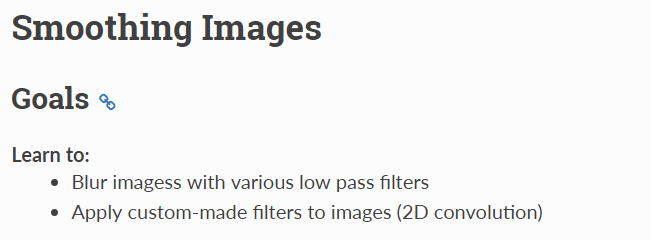 Smoothing Images
Goals
Learn to:
Blur imagess with various low pass filters
Apply custom-made filters to images (2D convolution)